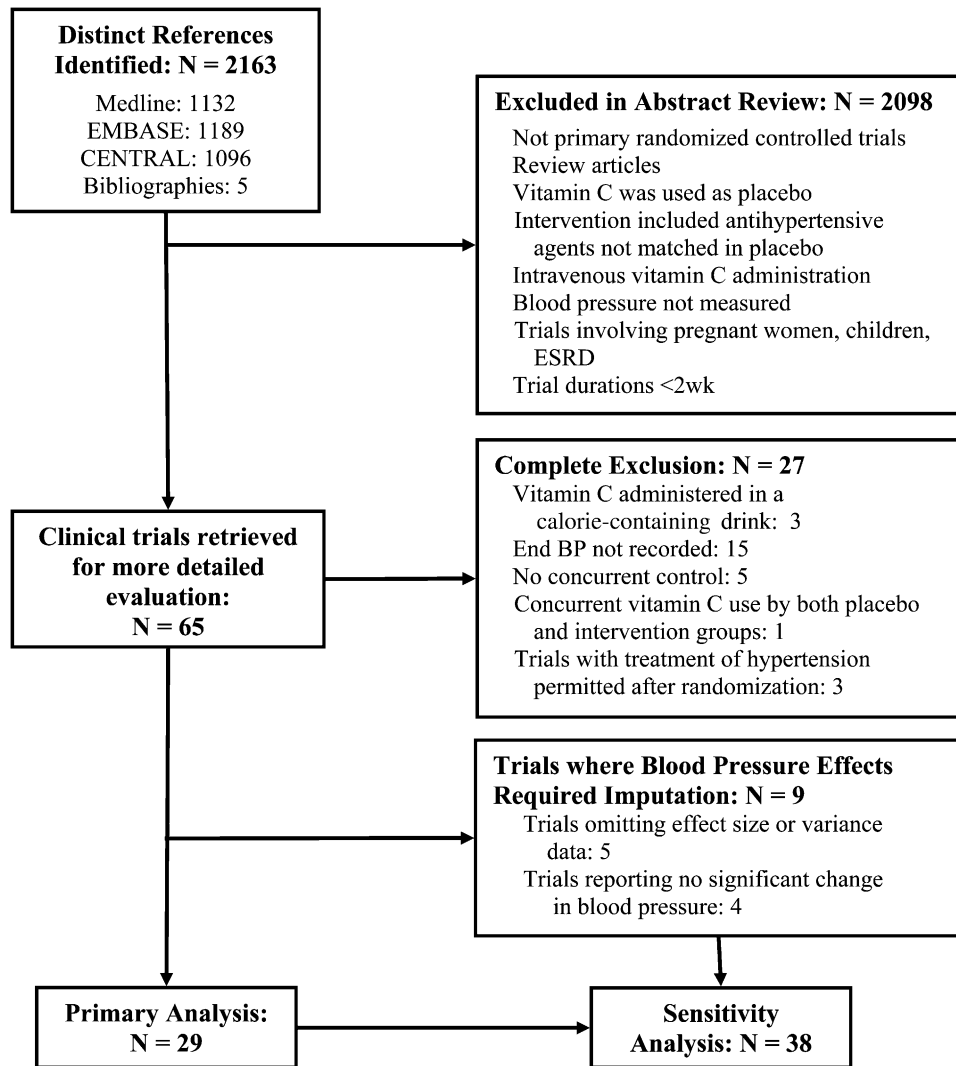 Distinct References
Identified: N = 2163
Medline: 1132
EMBASE: 1189
CENTRAL: 1096
Bibliographies: 5
Excluded in Abstract Review: N = 2098
Not primary randomized controlled trials
Review articles
Vitamin C was used as placebo
Intervention included antihypertensive
agents not matched in placebo
Intravenous vitamin C administration
Blood pressure not measured
Trials involving pregnant women, children,
ESRD
Trial durations <2wk
Clinical trials retrieved
for more detailed
evaluation:
N = 65
Complete Exclusion: N = 27
Vitamin C administered in a
calorie-containing drink: 3
End BP not recorded: 15
No concurrent control: 5
Concurrent vitamin C use by both placebo
and intervention groups: 1
Trials with treatment of hypertension
permitted after randomization: 3
Trials where Blood Pressure Effects
Required Imputation: N = 9
Trials omitting effect size or variance
data: 5
Trials reporting no significant change
in blood pressure: 4
Primary Analysis:
N = 29
Sensitivity
Analysis: N = 38